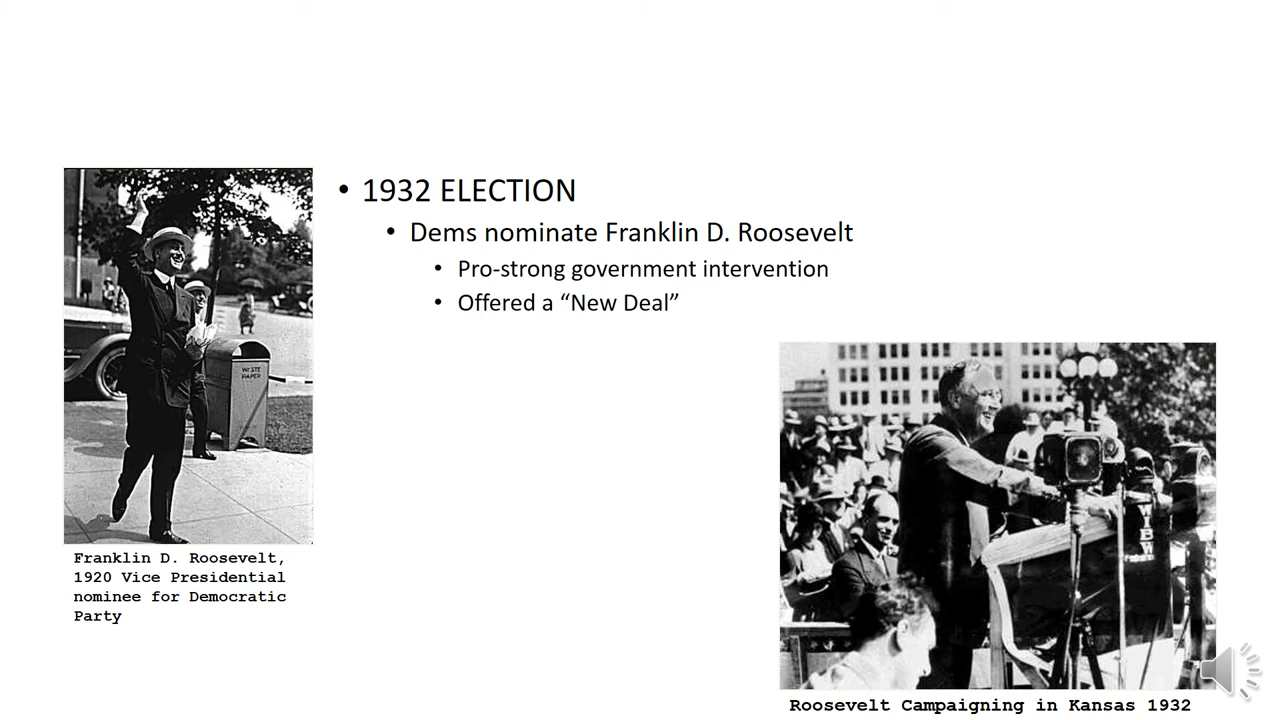 1932 ELECTION
Dems nominate Franklin D. Roosevelt
Pro-strong government intervention
Offered a “New Deal”
WASTE
PAPER
Franklin D. Roosevelt,
1920 Vice Presidential
nominee for Democratic
Party
WIBW
Roosevelt Campaigning in Kansas 1932